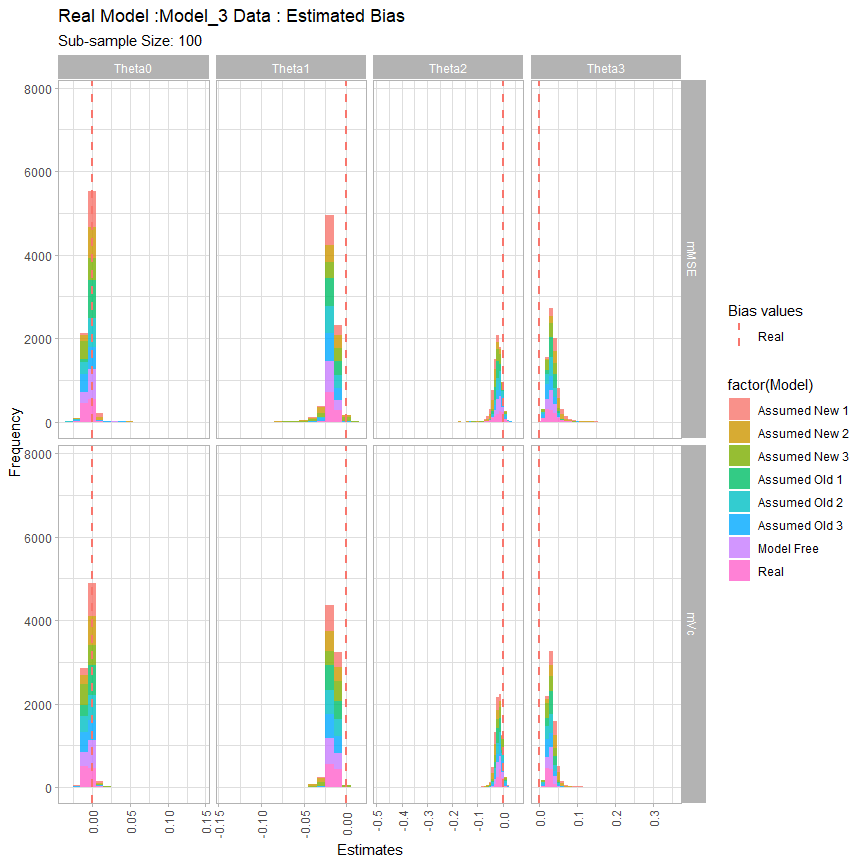 Real Model :Model_3 Data : Estimated Bias
Sub-sample Size: 100
Theta0 Theta1 Theta2 Theta3
8000
6000
4000
2000
0
mMSE
8000
6000
4000
2000
0
mVc
Frequency
0.00 0.05 0.10 0.15
-0.15 -0.10 -0.05 0.00
-0.5 -0.4 -0.3 -0.2 -0.1 0.0
0.0 0.1 0.2 0.3
Estimates
Bias values
Real
factor(Model)
Assumed New 1
Assumed New 2
Assumed New 3
Assumed Old 1
Assumed Old 2
Assumed Old 3
Model Free
Real